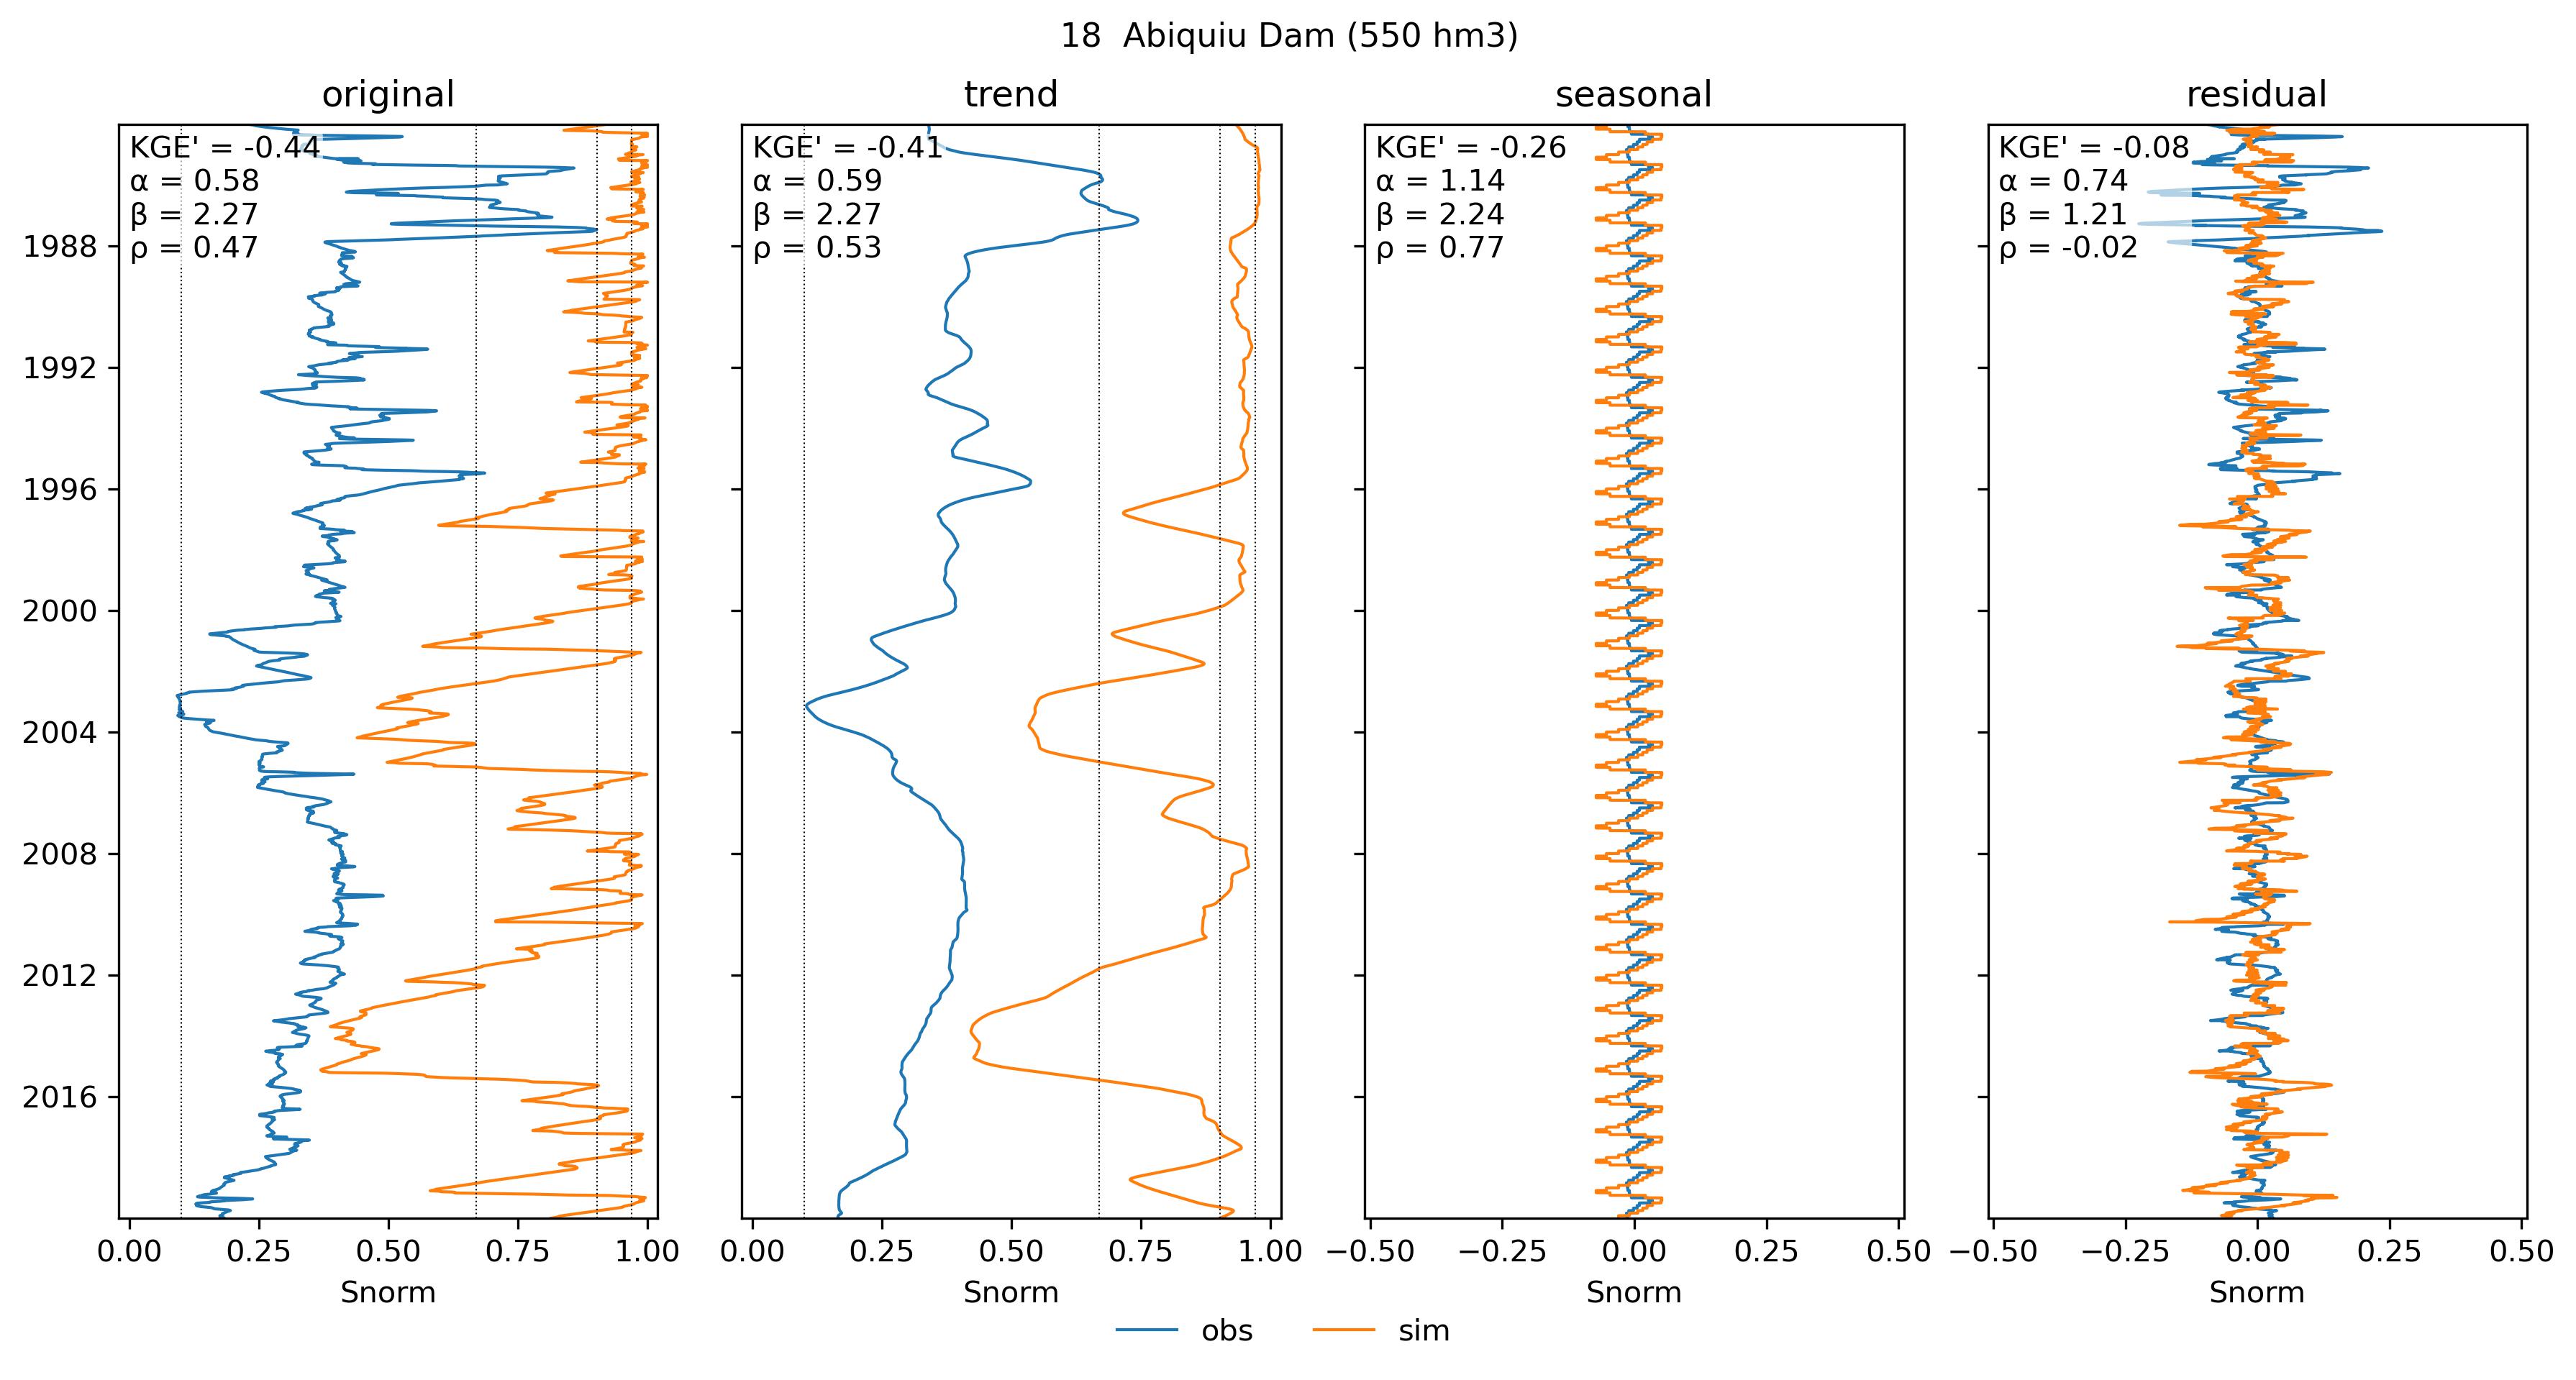 18  Abiquiu Dam (550 hm3)
original
trend
seasonal
residual
KGE' = -0.44
α = 0.58
β = 2.27
ρ = 0.47
KGE' = -0.41
α = 0.59
β = 2.27
ρ = 0.53
KGE' = -0.26
α = 1.14
β = 2.24
ρ = 0.77
KGE' = -0.08
α = 0.74
β = 1.21
ρ = -0.02
1988
1992
1996
2000
2004
2008
2012
2016
0.00 0.25 0.50 0.75 1.00
0.00 0.25 0.50 0.75 1.00
−0.50 −0.25 0.00 0.25 0.50
−0.50 −0.25 0.00 0.25 0.50
Snorm
Snorm
Snorm
Snorm
obs
sim